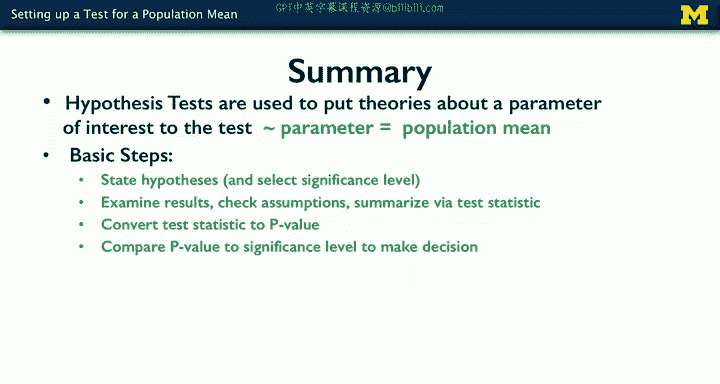 Setting up a Test for a Population Mean
GPT中英字幕课程资源@bilibili.com
M
Summary
• Hypothesis Tests are used to put theories about a parameter
of interest to the test ~ parameter = population mean
• Basic Steps:
• State hypotheses (and select significance level)
• Examine results, check assumptions, summarize via test statistic
• Convert test statistic to P-value
• Compare P-value to significance level to make decision